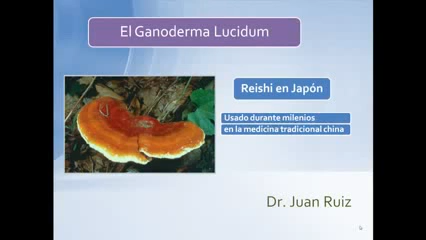 El Ganoderma Lucidum
Reishi en Japón
Usado durante milenios
en la medicina tradicional china
Dr. Juan Ruiz